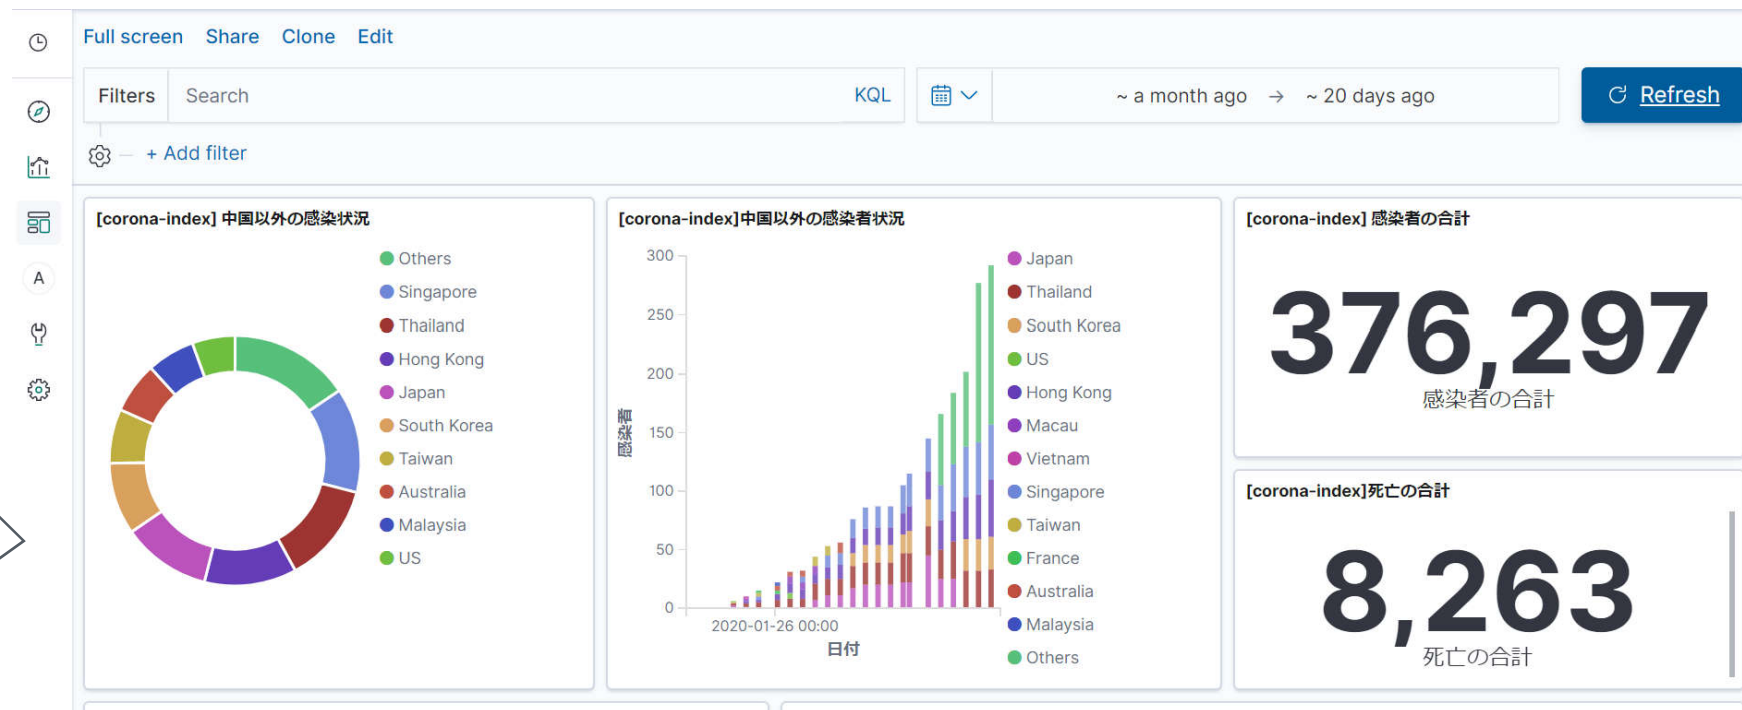 Full screen Share Clone Edit
Filters Search KQL ~ a month ago → ~ 20 days ago Refresh
+ Add filter
A
[corona-index] 中国以外の感染状況
Others
Singapore
Thailand
Hong Kong
Japan
South Korea
Taiwan
Australia
Malaysia
US
[corona-index]中国以外の感染者状況
300
250
200
150
100
50
0
感染者
2020-01-26 00:00
日付
Japan
Thailand
South Korea
US
Hong Kong
Macau
Vietnam
Singapore
Taiwan
France
Australia
Malaysia
Others
[corona-index] 感染者の合計
376,297
感染者の合計
[corona-index]死亡の合計
8,263
死亡の合計